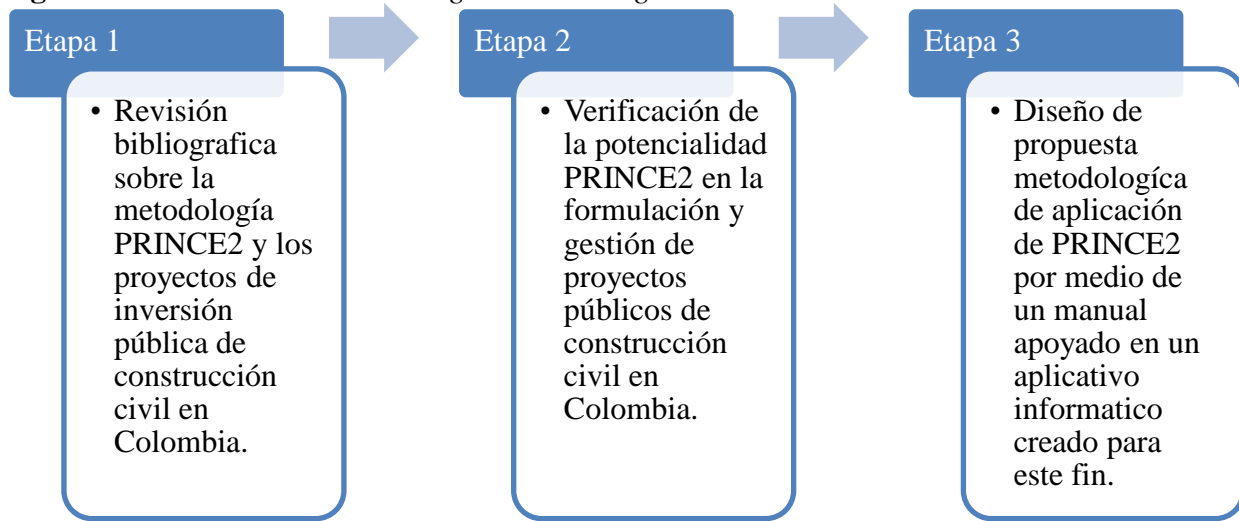 Etapa 1
• Revisión
bibliografica
sobre la
metodología
PRINCE2 y los
proyectos de
inversión
pública de
construcción
civil en
Colombia.
Etapa 2
• Verificación de
la potencialidad
PRINCE2 en la
formulación y
gestión de
proyectos
públicos de
construcción
civil en
Colombia.
Etapa 3
• Diseño de
propuesta
metodologíca
de aplicación
de PRINCE2
por medio de
un manual
apoyado en un
aplicativo
informatico
creado para
este fin.